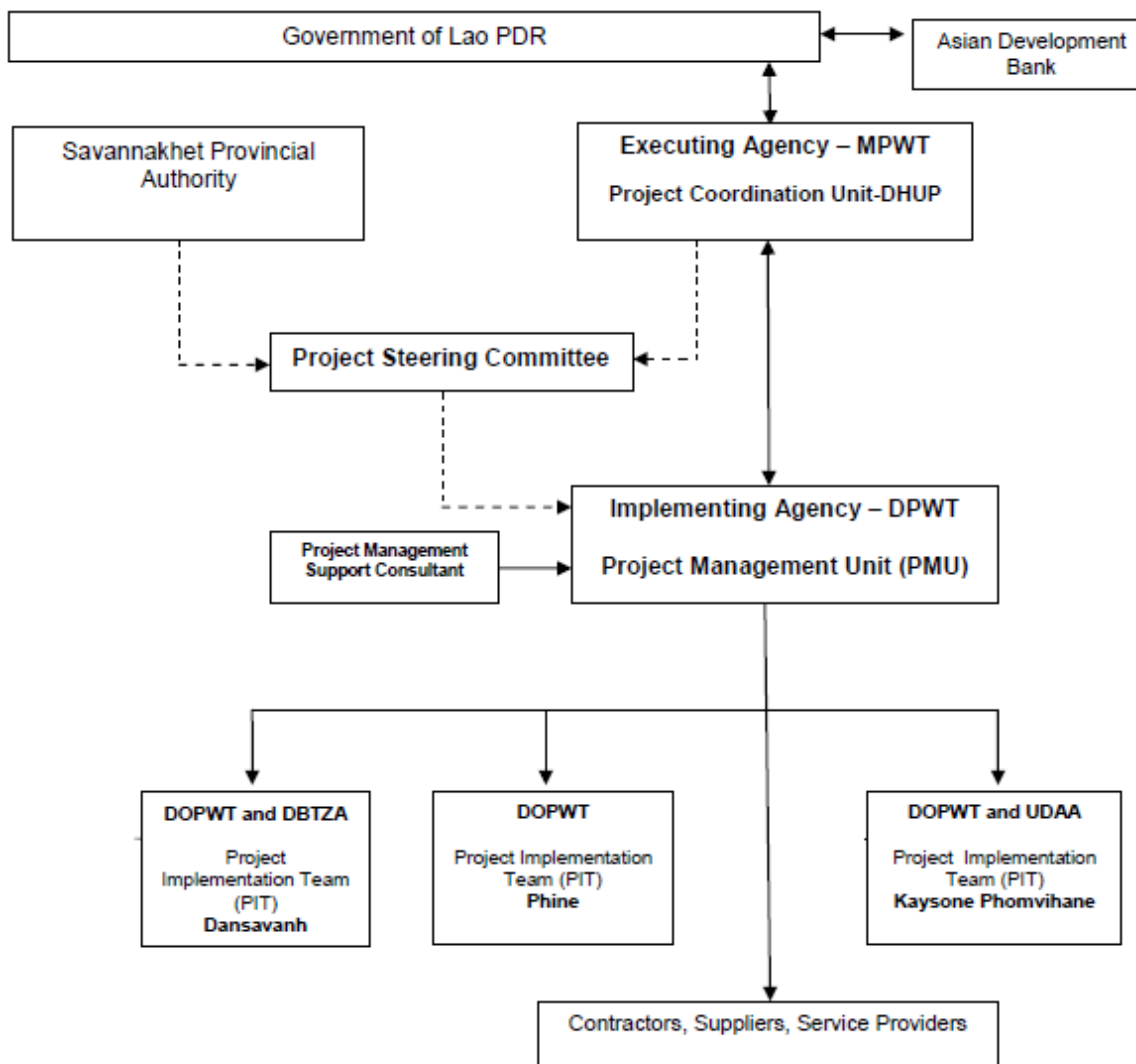 Government of Lao PDR
Asian Development
Bank
Savannakhet Provincial
Authority
Executing Agency – MPWT
Project Coordination Unit-DHUP
Project Steering Committee
Implementing Agency – DPWT
Project Management Unit (PMU)
Project Management
Support Consultant
DOPWT and DBTZA
Project
Implementation Team
(PIT)
Dansavanh
DOPWT
Project Implementation
Team (PIT)
Phine
DOPWT and UDAA
Project Implementation
Team (PIT)
Kaysone Phomvihane
Contractors, Suppliers, Service Providers